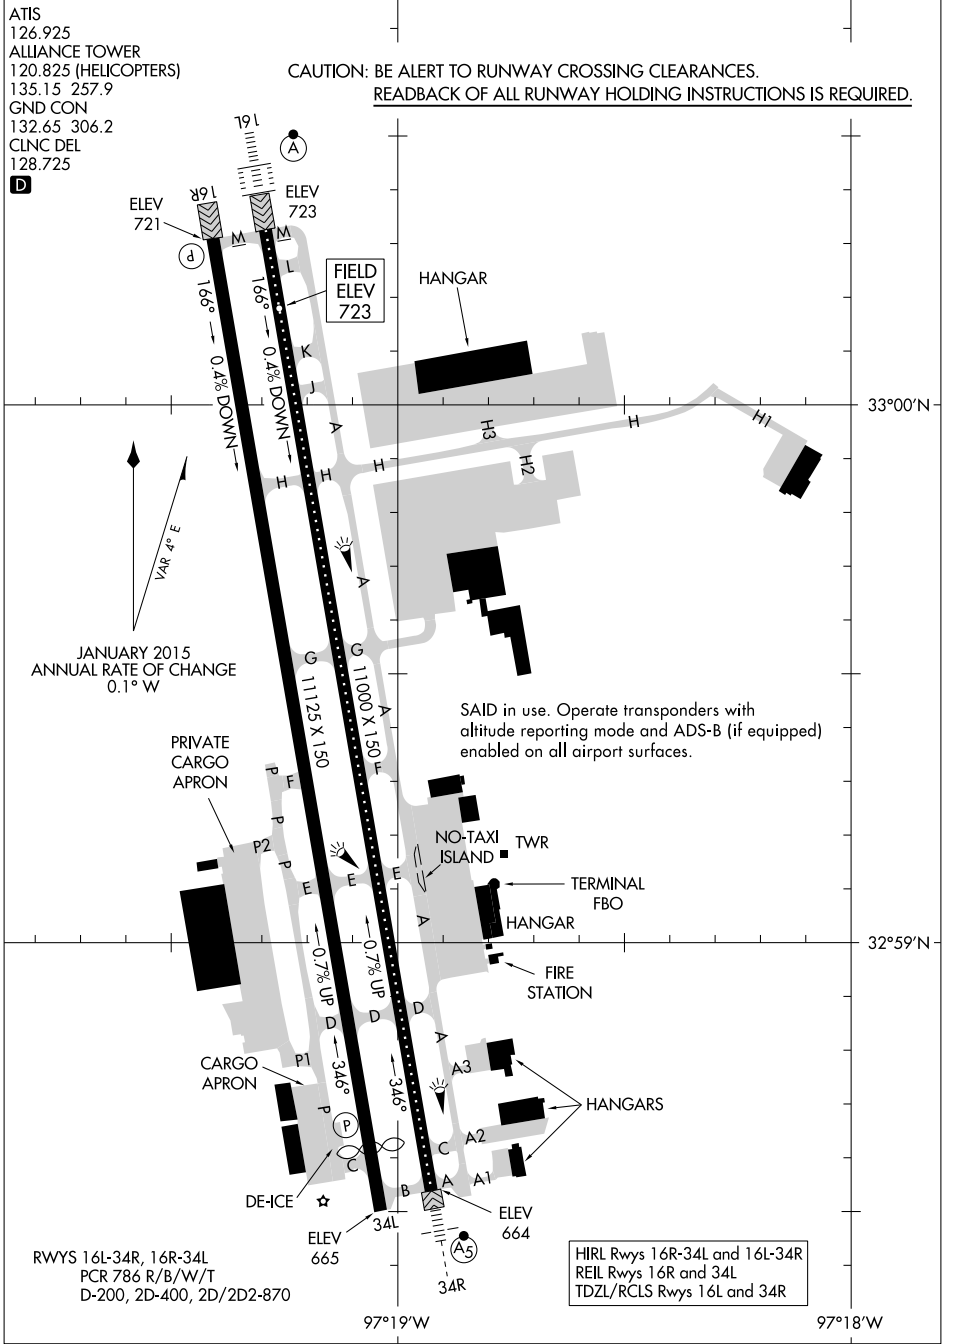 ATIS
126.925
ALLIANCE TOWER
120.825 (HELICOPTERS)
135.15 257.9
GND CON
132.65 306.2
CLNC DEL
128.725
D
CAUTION: BE ALERT TO RUNWAY CROSSING CLEARANCES.
READBACK OF ALL RUNWAY HOLDING INSTRUCTIONS IS REQUIRED.
16L
A
16R
ELEV
721
ELEV
723
P
M
M
L
FIELD
ELEV
723
HANGAR
166°
166°
0.4% DOWN
0.4% DOWN
K
J
A
33°00'N
H
H
H
H3
H2
H
H1
VAR 4° E
A
JANUARY 2015
ANNUAL RATE OF CHANGE
0.1° W
G
G
11125 X 150
11000 X 150
A
SAID in use. Operate transponders with
altitude reporting mode and ADS-B (if equipped)
enabled on all airport surfaces.
PRIVATE
CARGO
APRON
P
F
F
P
P2
P
E
E
E
NO-TAXI
ISLAND
TWR
TERMINAL
FBO
A
HANGAR
32°59'N
0.7% UP
0.7% UP
FIRE
STATION
D
D
D
A
P1
346°
346°
A3
CARGO
APRON
P
P
HANGARS
C
C
A2
DE-ICE
B
A
A1
34L
ELEV
665
ELEV
664
A5
34R
RWYS 16L-34R, 16R-34L
PCR 786 R/B/W/T
D-200, 2D-400, 2D/2D2-870
HIRL Rwys 16R-34L and 16L-34R
REIL Rwys 16R and 34L
TDZL/RCLS Rwys 16L and 34R
97°19'W
97°18'W